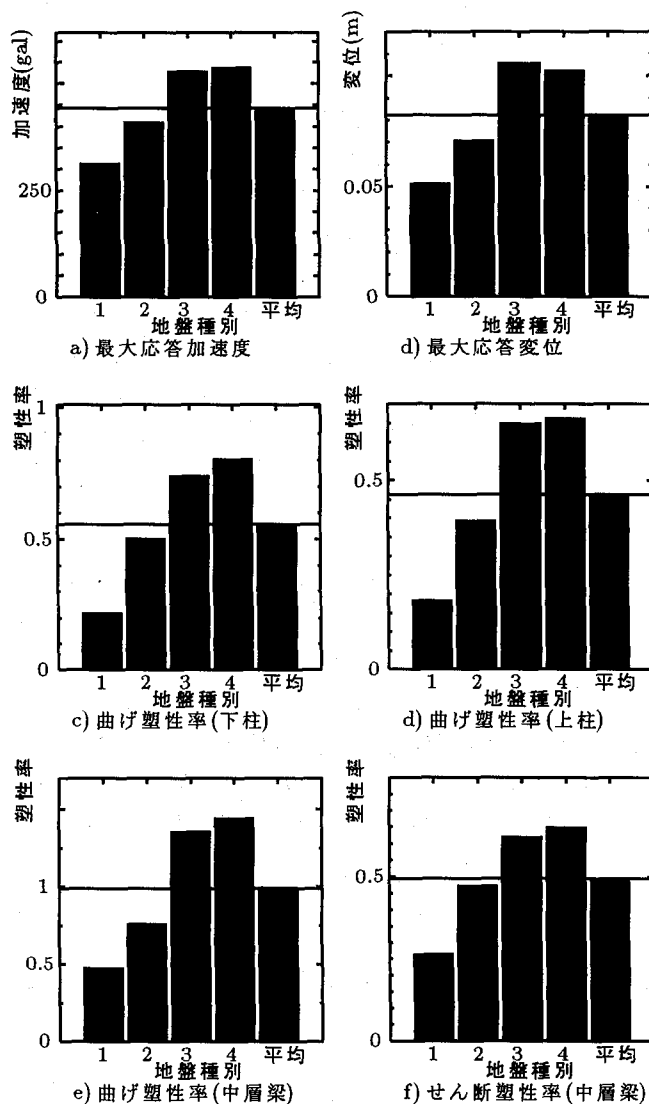 加速度(gal)
250
0
1 2 3 4 平均
地盤種別
a) 最大応答加速度
変位(m)
0.05
0
1 2 3 4 平均
地盤種別
d) 最大応答変位
塑性率
1
0.5
0
1 2 3 4 平均
地盤種別
c) 曲げ塑性率(下柱)
塑性率
0.5
0
1 2 3 4 平均
地盤種別
d) 曲げ塑性率(上柱)
塑性率
1
0.5
0
1 2 3 4 平均
地盤種別
e) 曲げ塑性率(中層梁)
塑性率
0.5
0
1 2 3 4 平均
地盤種別
f) せん断塑性率(中層梁)